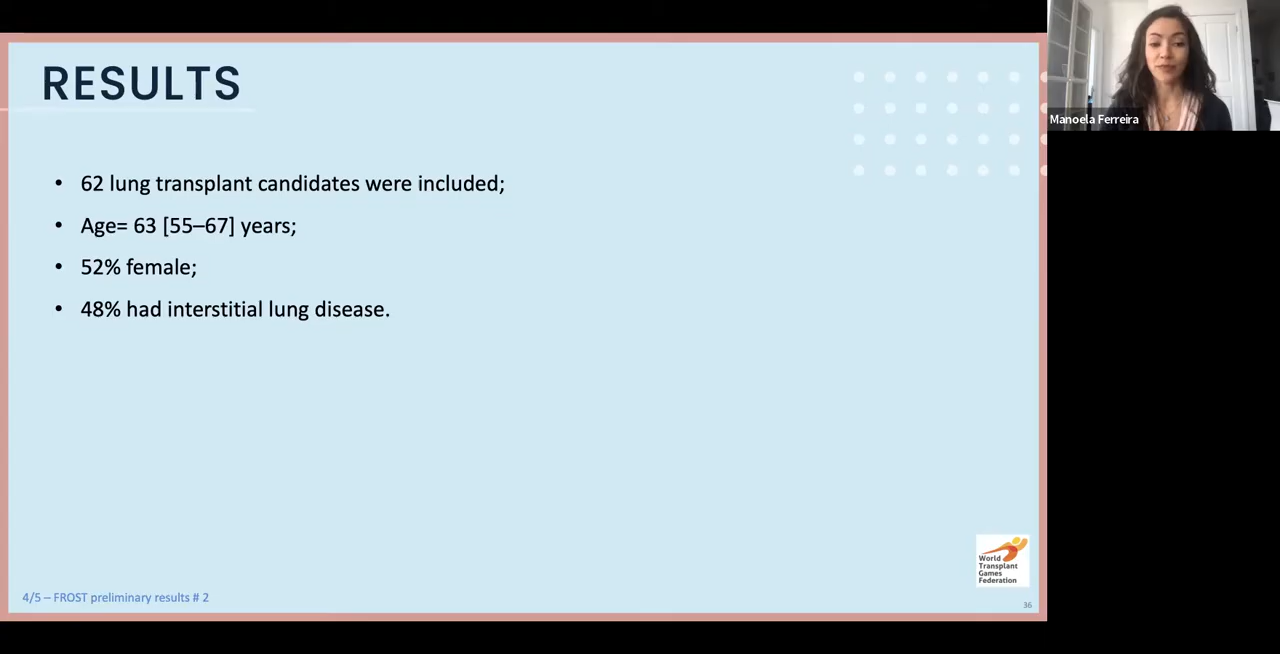 RESULTS
• 62 lung transplant candidates were included;
• Age= 63 [55–67] years;
• 52% female;
• 48% had interstitial lung disease.
World
Transplant
Games
Federation
4/5 – FROST preliminary results # 2
36
Manoela Ferreira